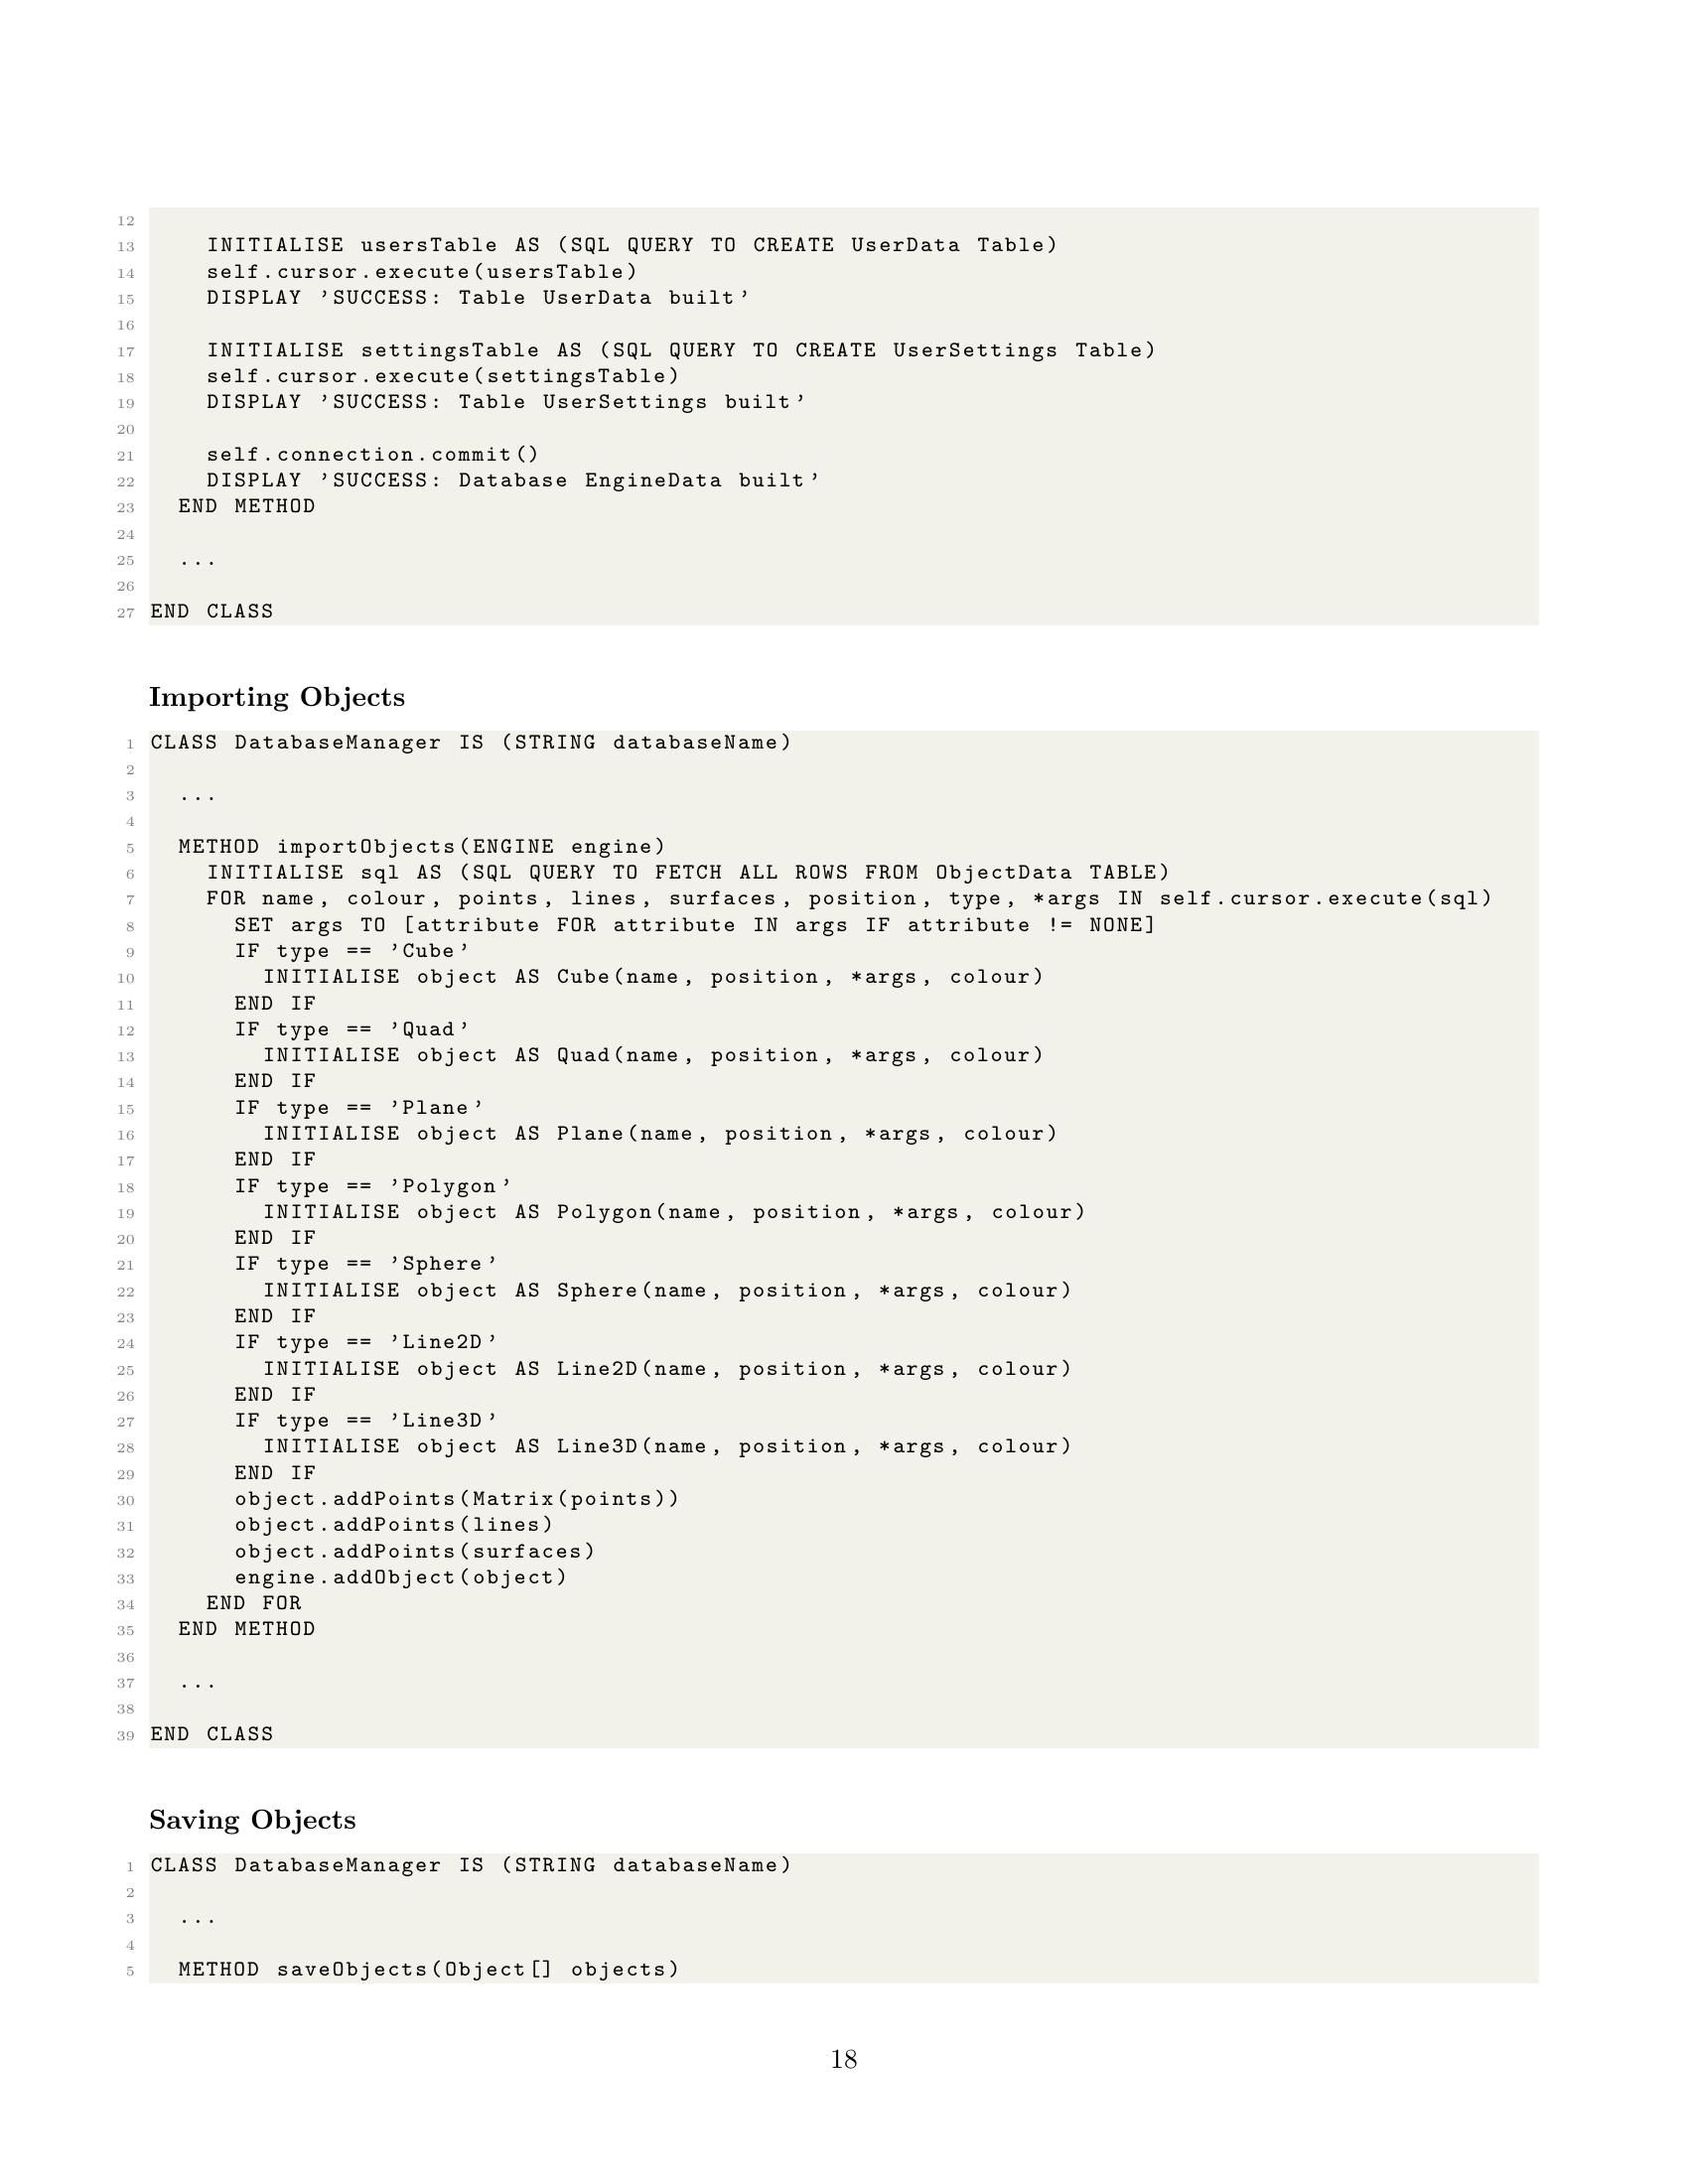 12
13 INITIALISE usersTable AS (SQL QUERY TO CREATE UserData Table)
14 self.cursor.execute(usersTable)
15 DISPLAY 'SUCCESS: Table UserData built'
16
17 INITIALISE settingsTable AS (SQL QUERY TO CREATE UserSettings Table)
18 self.cursor.execute(settingsTable)
19 DISPLAY 'SUCCESS: Table UserSettings built'
20
21 self.connection.commit()
22 DISPLAY 'SUCCESS: Database EngineData built'
23 END METHOD
24
25 ...
26
27 END CLASS
Importing Objects
1 CLASS DatabaseManager IS (STRING databaseName)
2
3 ...
4
5 METHOD importObjects(ENGINE engine)
6 INITIALISE sql AS (SQL QUERY TO FETCH ALL ROWS FROM ObjectData TABLE)
7 FOR name, colour, points, lines, surfaces, position, type, *args IN self.cursor.execute(sql)
8 SET args TO [attribute FOR attribute IN args IF attribute != NONE]
9 IF type == 'Cube'
10 INITIALISE object AS Cube(name, position, *args, colour)
11 END IF
12 IF type == 'Quad'
13 INITIALISE object AS Quad(name, position, *args, colour)
14 END IF
15 IF type == 'Plane'
16 INITIALISE object AS Plane(name, position, *args, colour)
17 END IF
18 IF type == 'Polygon'
19 INITIALISE object AS Polygon(name, position, *args, colour)
20 END IF
21 IF type == 'Sphere'
22 INITIALISE object AS Sphere(name, position, *args, colour)
23 END IF
24 IF type == 'Line2D'
25 INITIALISE object AS Line2D(name, position, *args, colour)
26 END IF
27 IF type == 'Line3D'
28 INITIALISE object AS Line3D(name, position, *args, colour)
29 END IF
30 object.addPoints(Matrix(points))
31 object.addPoints(lines)
32 object.addPoints(surfaces)
33 engine.addObject(object)
34 END FOR
35 END METHOD
36
37 ...
38
39 END CLASS
Saving Objects
1 CLASS DatabaseManager IS (STRING databaseName)
2
3 ...
4
5 METHOD saveObjects(Object[] objects)
18